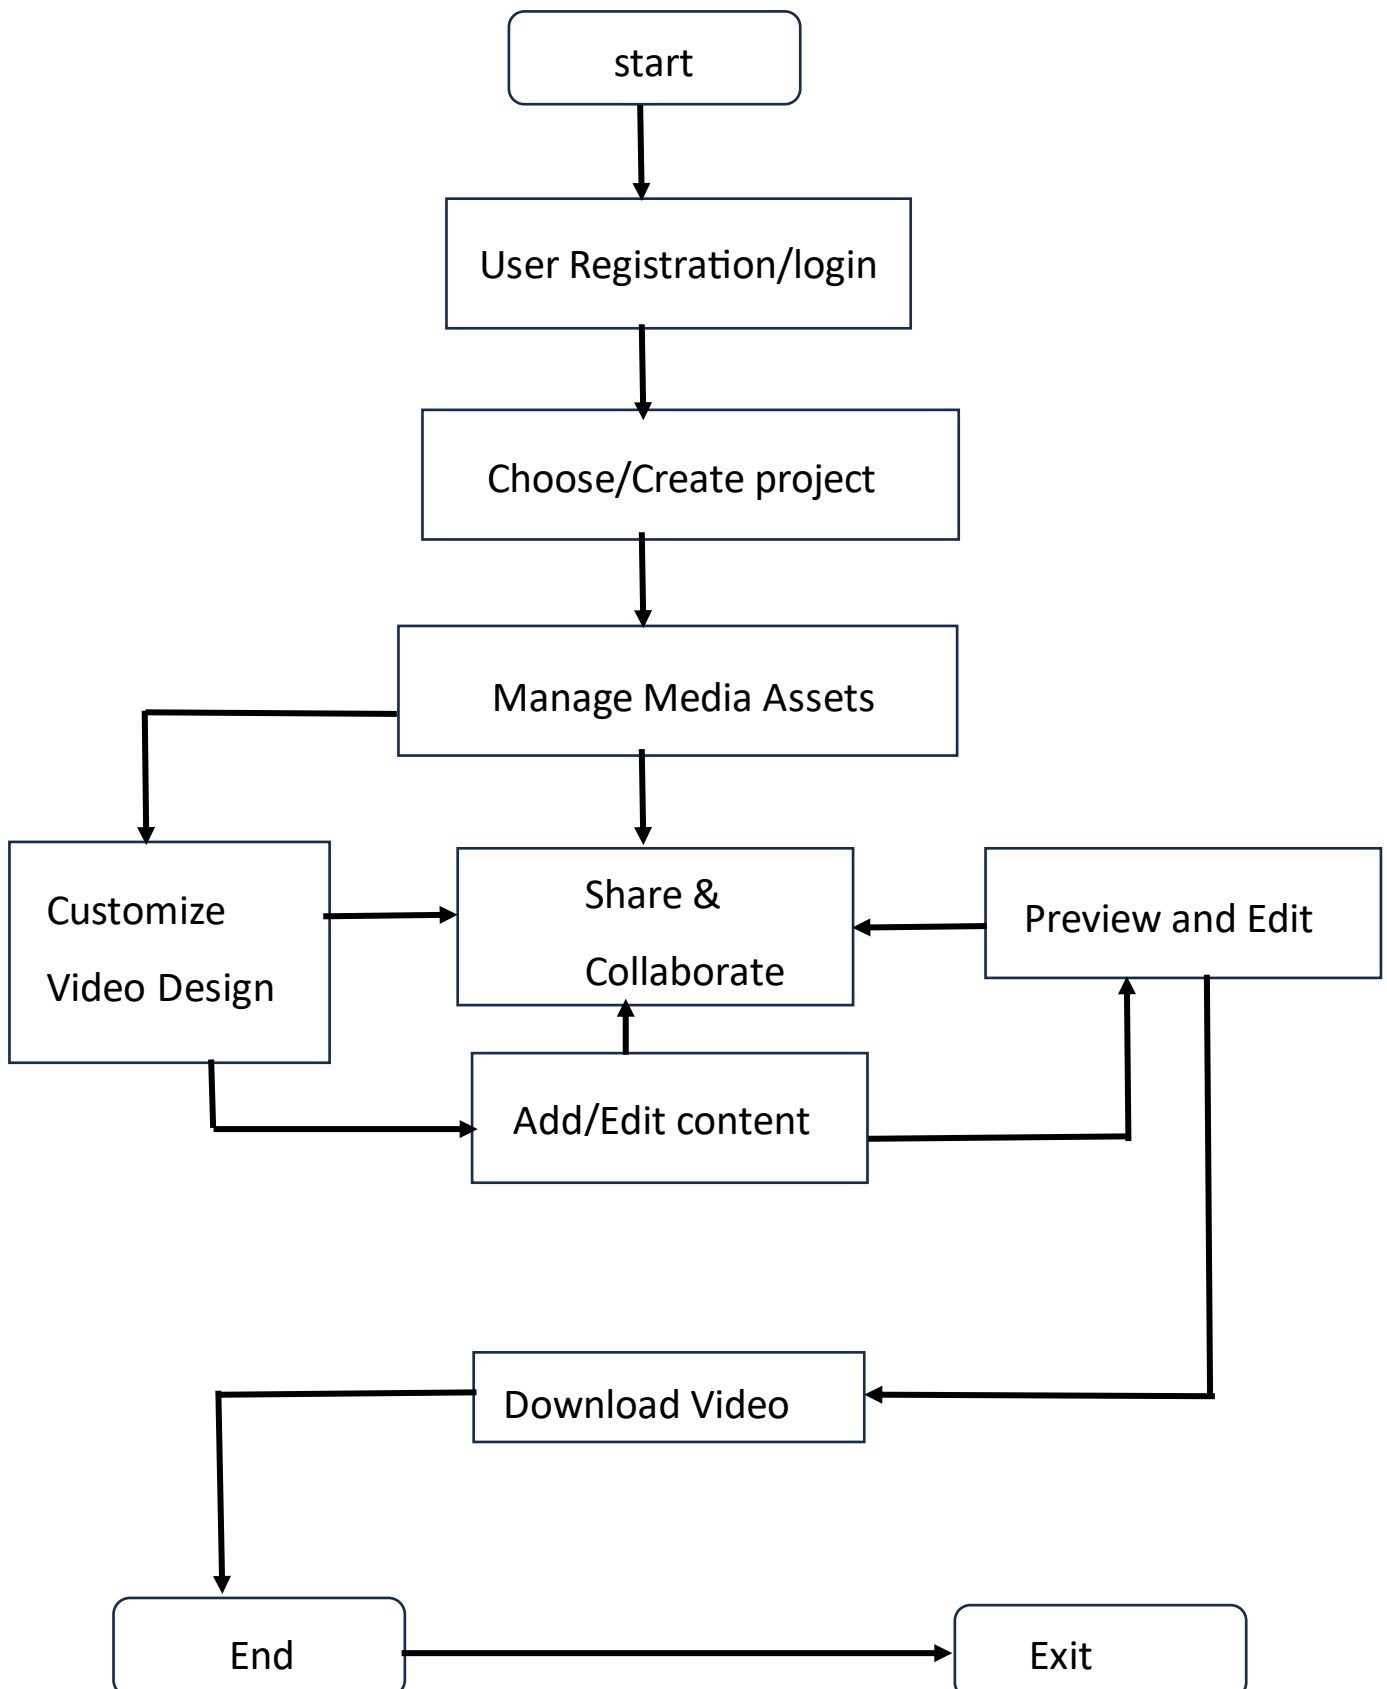 start
User Registration/login
Choose/Create project
Manage Media Assets
Customize
Video Design
Share &
Collaborate
Preview and Edit
Add/Edit content
Download Video
End
Exit